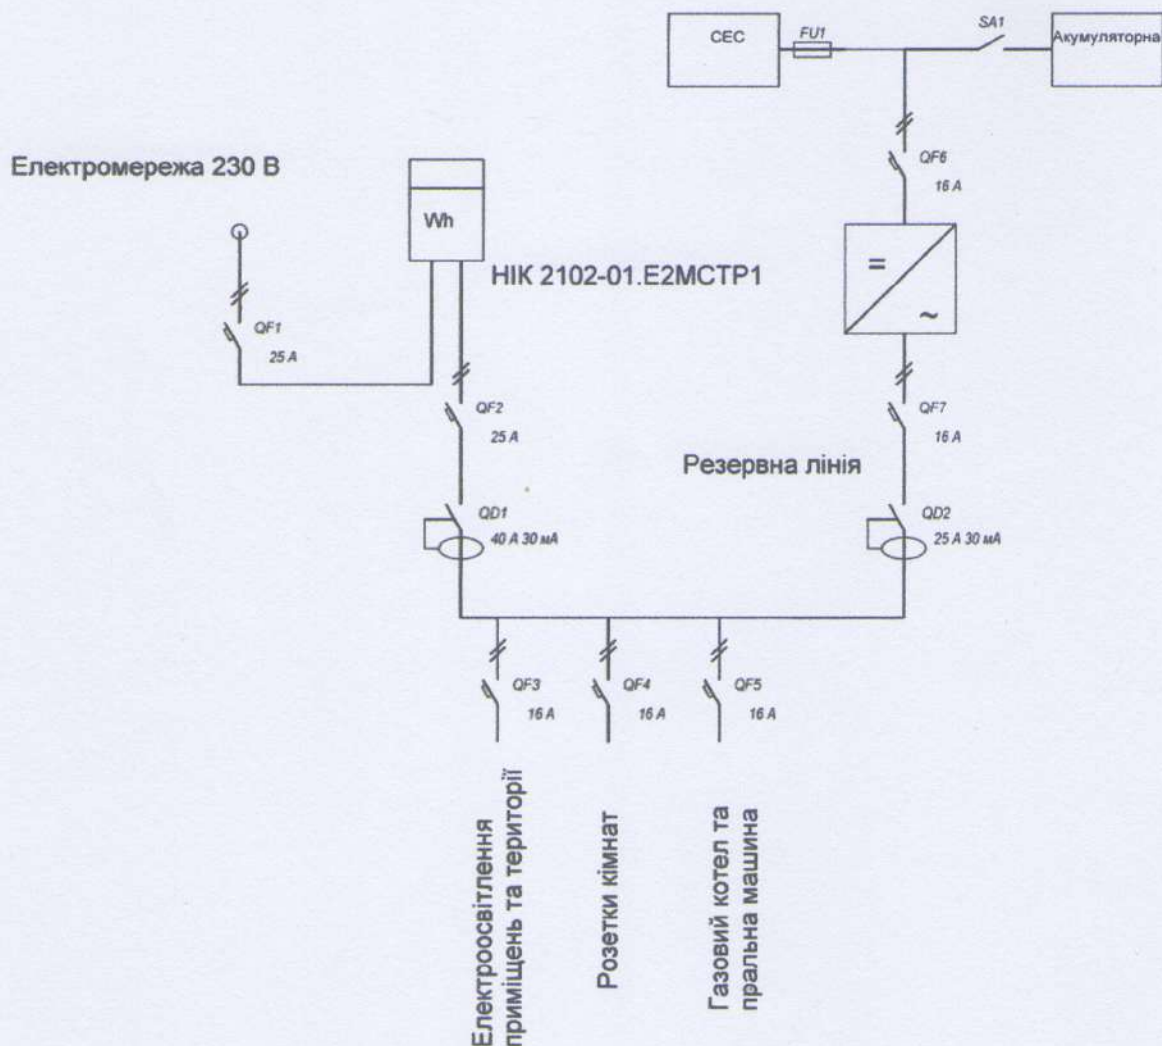 СЕС
FU1
SA1
Акумуляторна
Електромережа 230 В
QF6
16 А
Wh
=
~
НІК 2102-01.Е2МСТР1
QF1
25 А
QF2
25 А
QF7
16 А
Резервна лінія
QD1
40 А 30 мА
QD2
25 А 30 мА
QF3
16 А
QF4
16 А
QF5
16 А
Електроосвітлення
приміщень та території
Розетки кімнат
Газовий котел та
пральна машина